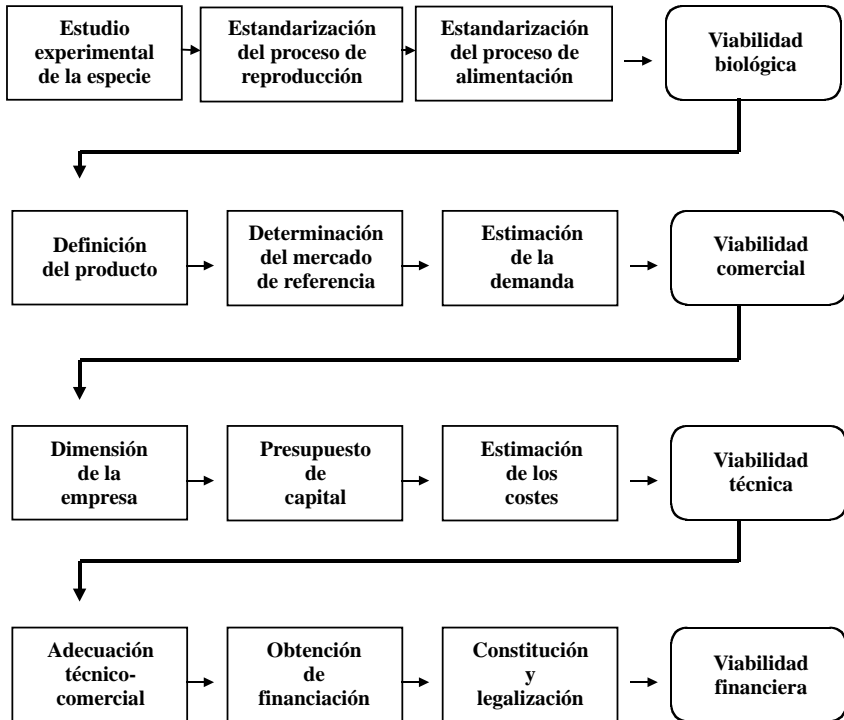 Estudio
experimental
de la especie
Estandarización
del proceso de
reproducción
Estandarización
del proceso de
alimentación
Viabilidad
biológica
Definición
del producto
Determinación
del mercado
de referencia
Estimación
de la
demanda
Viabilidad
comercial
Dimensión
de la
empresa
Presupuesto
de
capital
Estimación
de los
costes
Viabilidad
técnica
Adecuación
técnico-
comercial
Obtención
de
financiación
Constitución
y
legalización
Viabilidad
financiera